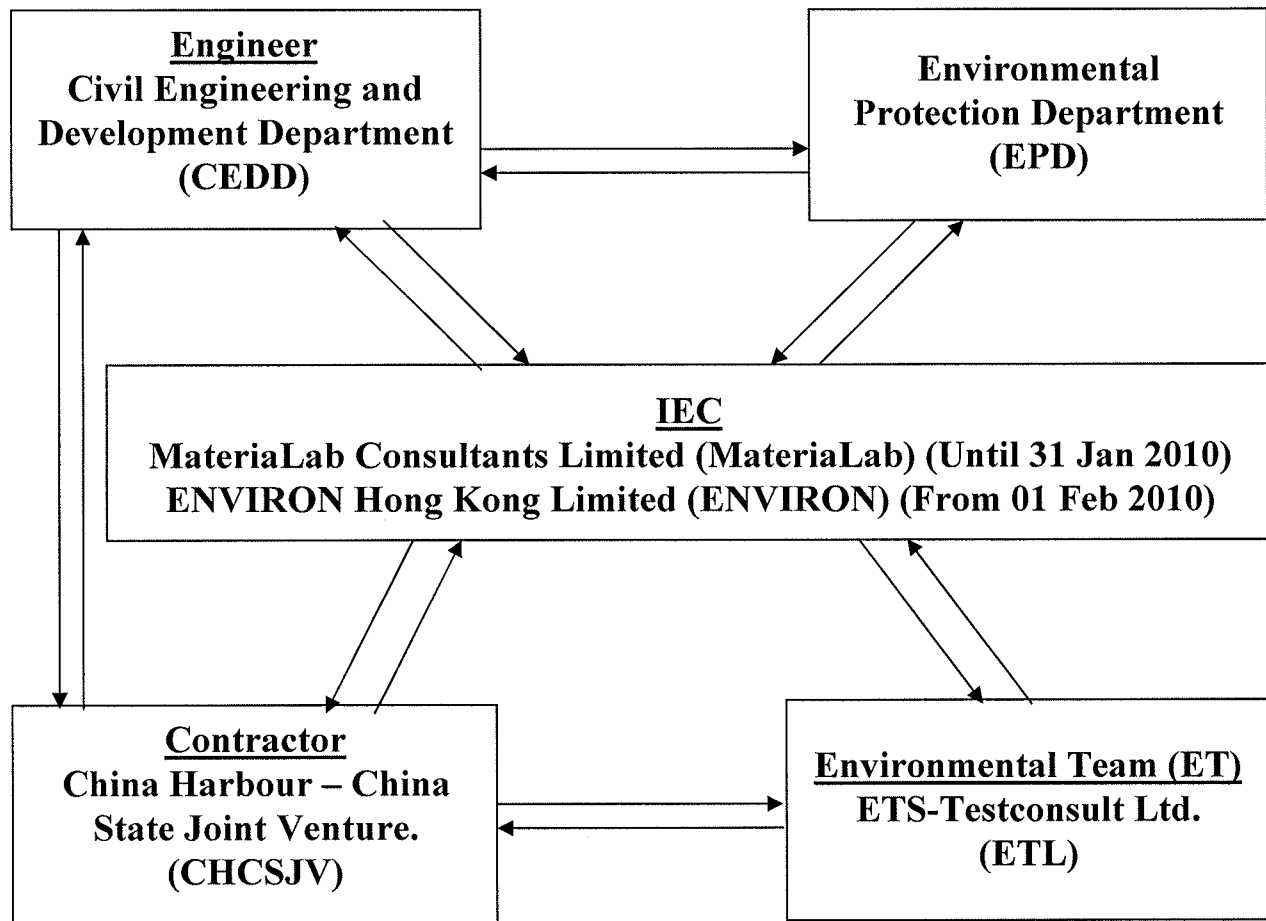 Engineer
Civil Engineering and
Development Department
(CEDD)
Environmental
Protection Department
(EPD)
IEC
MateriaLab Consultants Limited (MateriaLab) (Until 31 Jan 2010)
ENVIRON Hong Kong Limited (ENVIRON) (From 01 Feb 2010)
Contractor
China Harbour – China
State Joint Venture.
(CHCSJV)
Environmental Team (ET)
ETS-Testconsult Ltd.
(ETL)